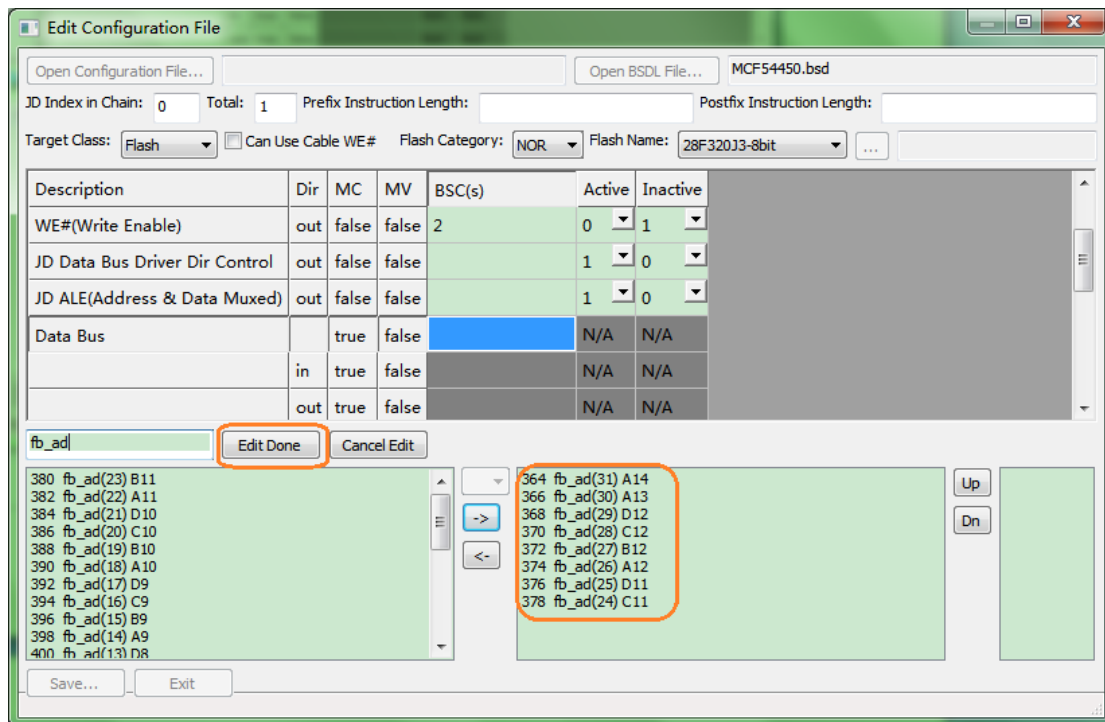 Edit Configuration File
Open Configuration File... Open BSDL File... MCF54450.bsd
JD Index in Chain: 0 Total: 1 Prefix Instruction Length: Postfix Instruction Length:
Target Class: Flash Can Use Cable WE# Flash Category: NOR Flash Name: 28F320J3-8bit ...
Description Dir MC MV BSC(s) Active Inactive
WE#(Write Enable) out false false 2 0 1
JD Data Bus Driver Dir Control out false false 1 0
JD ALE(Address & Data Muxed) out false false 1 0
Data Bus true false N/A N/A
in true false N/A N/A
out true false N/A N/A
fb_ad Edit Done Cancel Edit
380 fb_ad(23) B11
382 fb_ad(22) A11
384 fb_ad(21) D10
386 fb_ad(20) C10
388 fb_ad(19) B10
390 fb_ad(18) A10
392 fb_ad(17) D9
394 fb_ad(16) C9
396 fb_ad(15) B9
398 fb_ad(14) A9
400 fb_ad(13) D8
->
<-
364 fb_ad(31) A14
366 fb_ad(30) A13
368 fb_ad(29) D12
370 fb_ad(28) C12
372 fb_ad(27) B12
374 fb_ad(26) A12
376 fb_ad(25) D11
378 fb_ad(24) C11
Up
Dn
Save... Exit